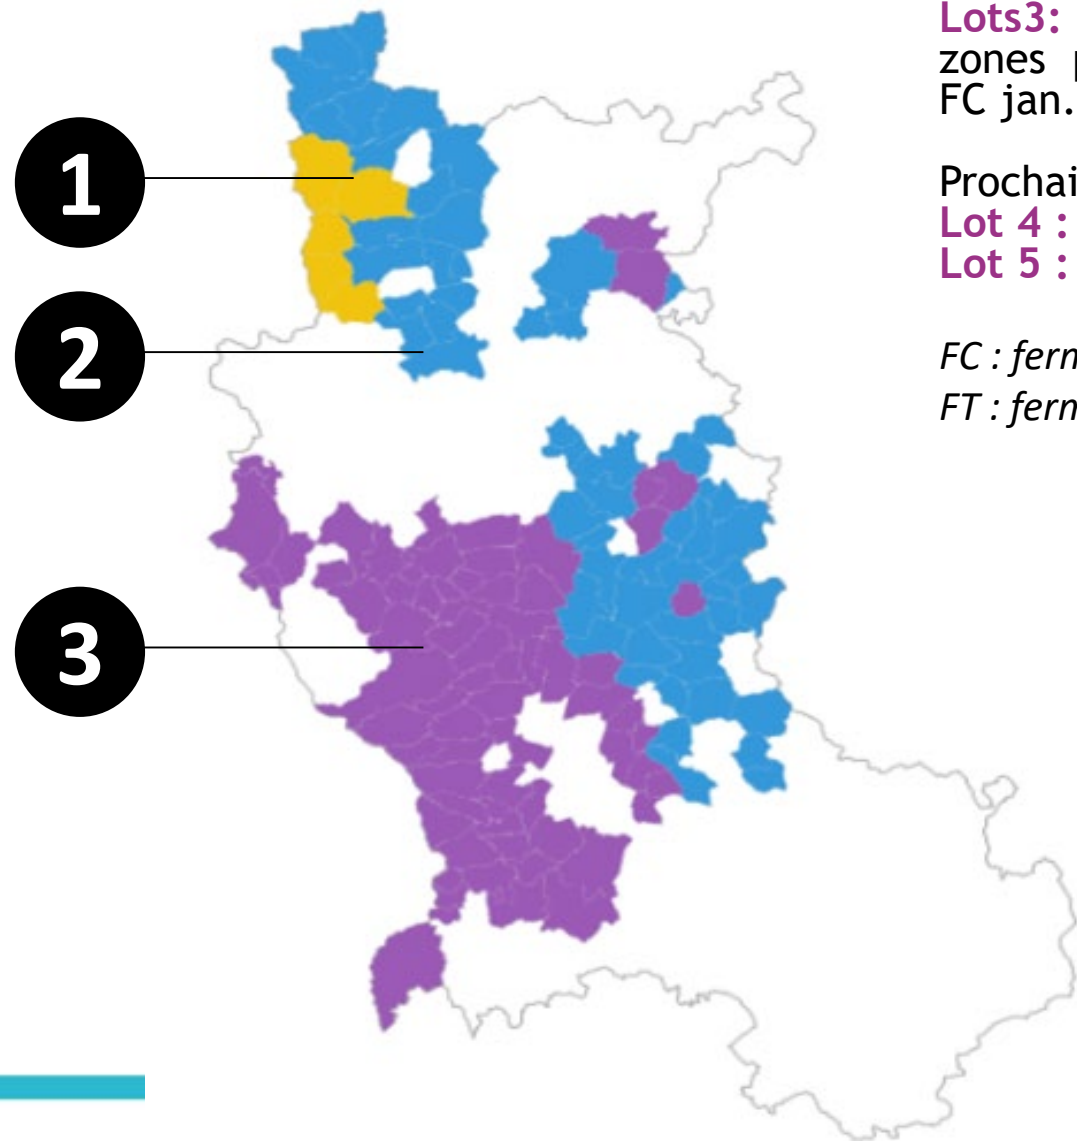 1
2
3
Lots3:
zones
FC jan.
Prochai
Lot 4 :
Lot 5 :
FC : ferm
FT : ferm